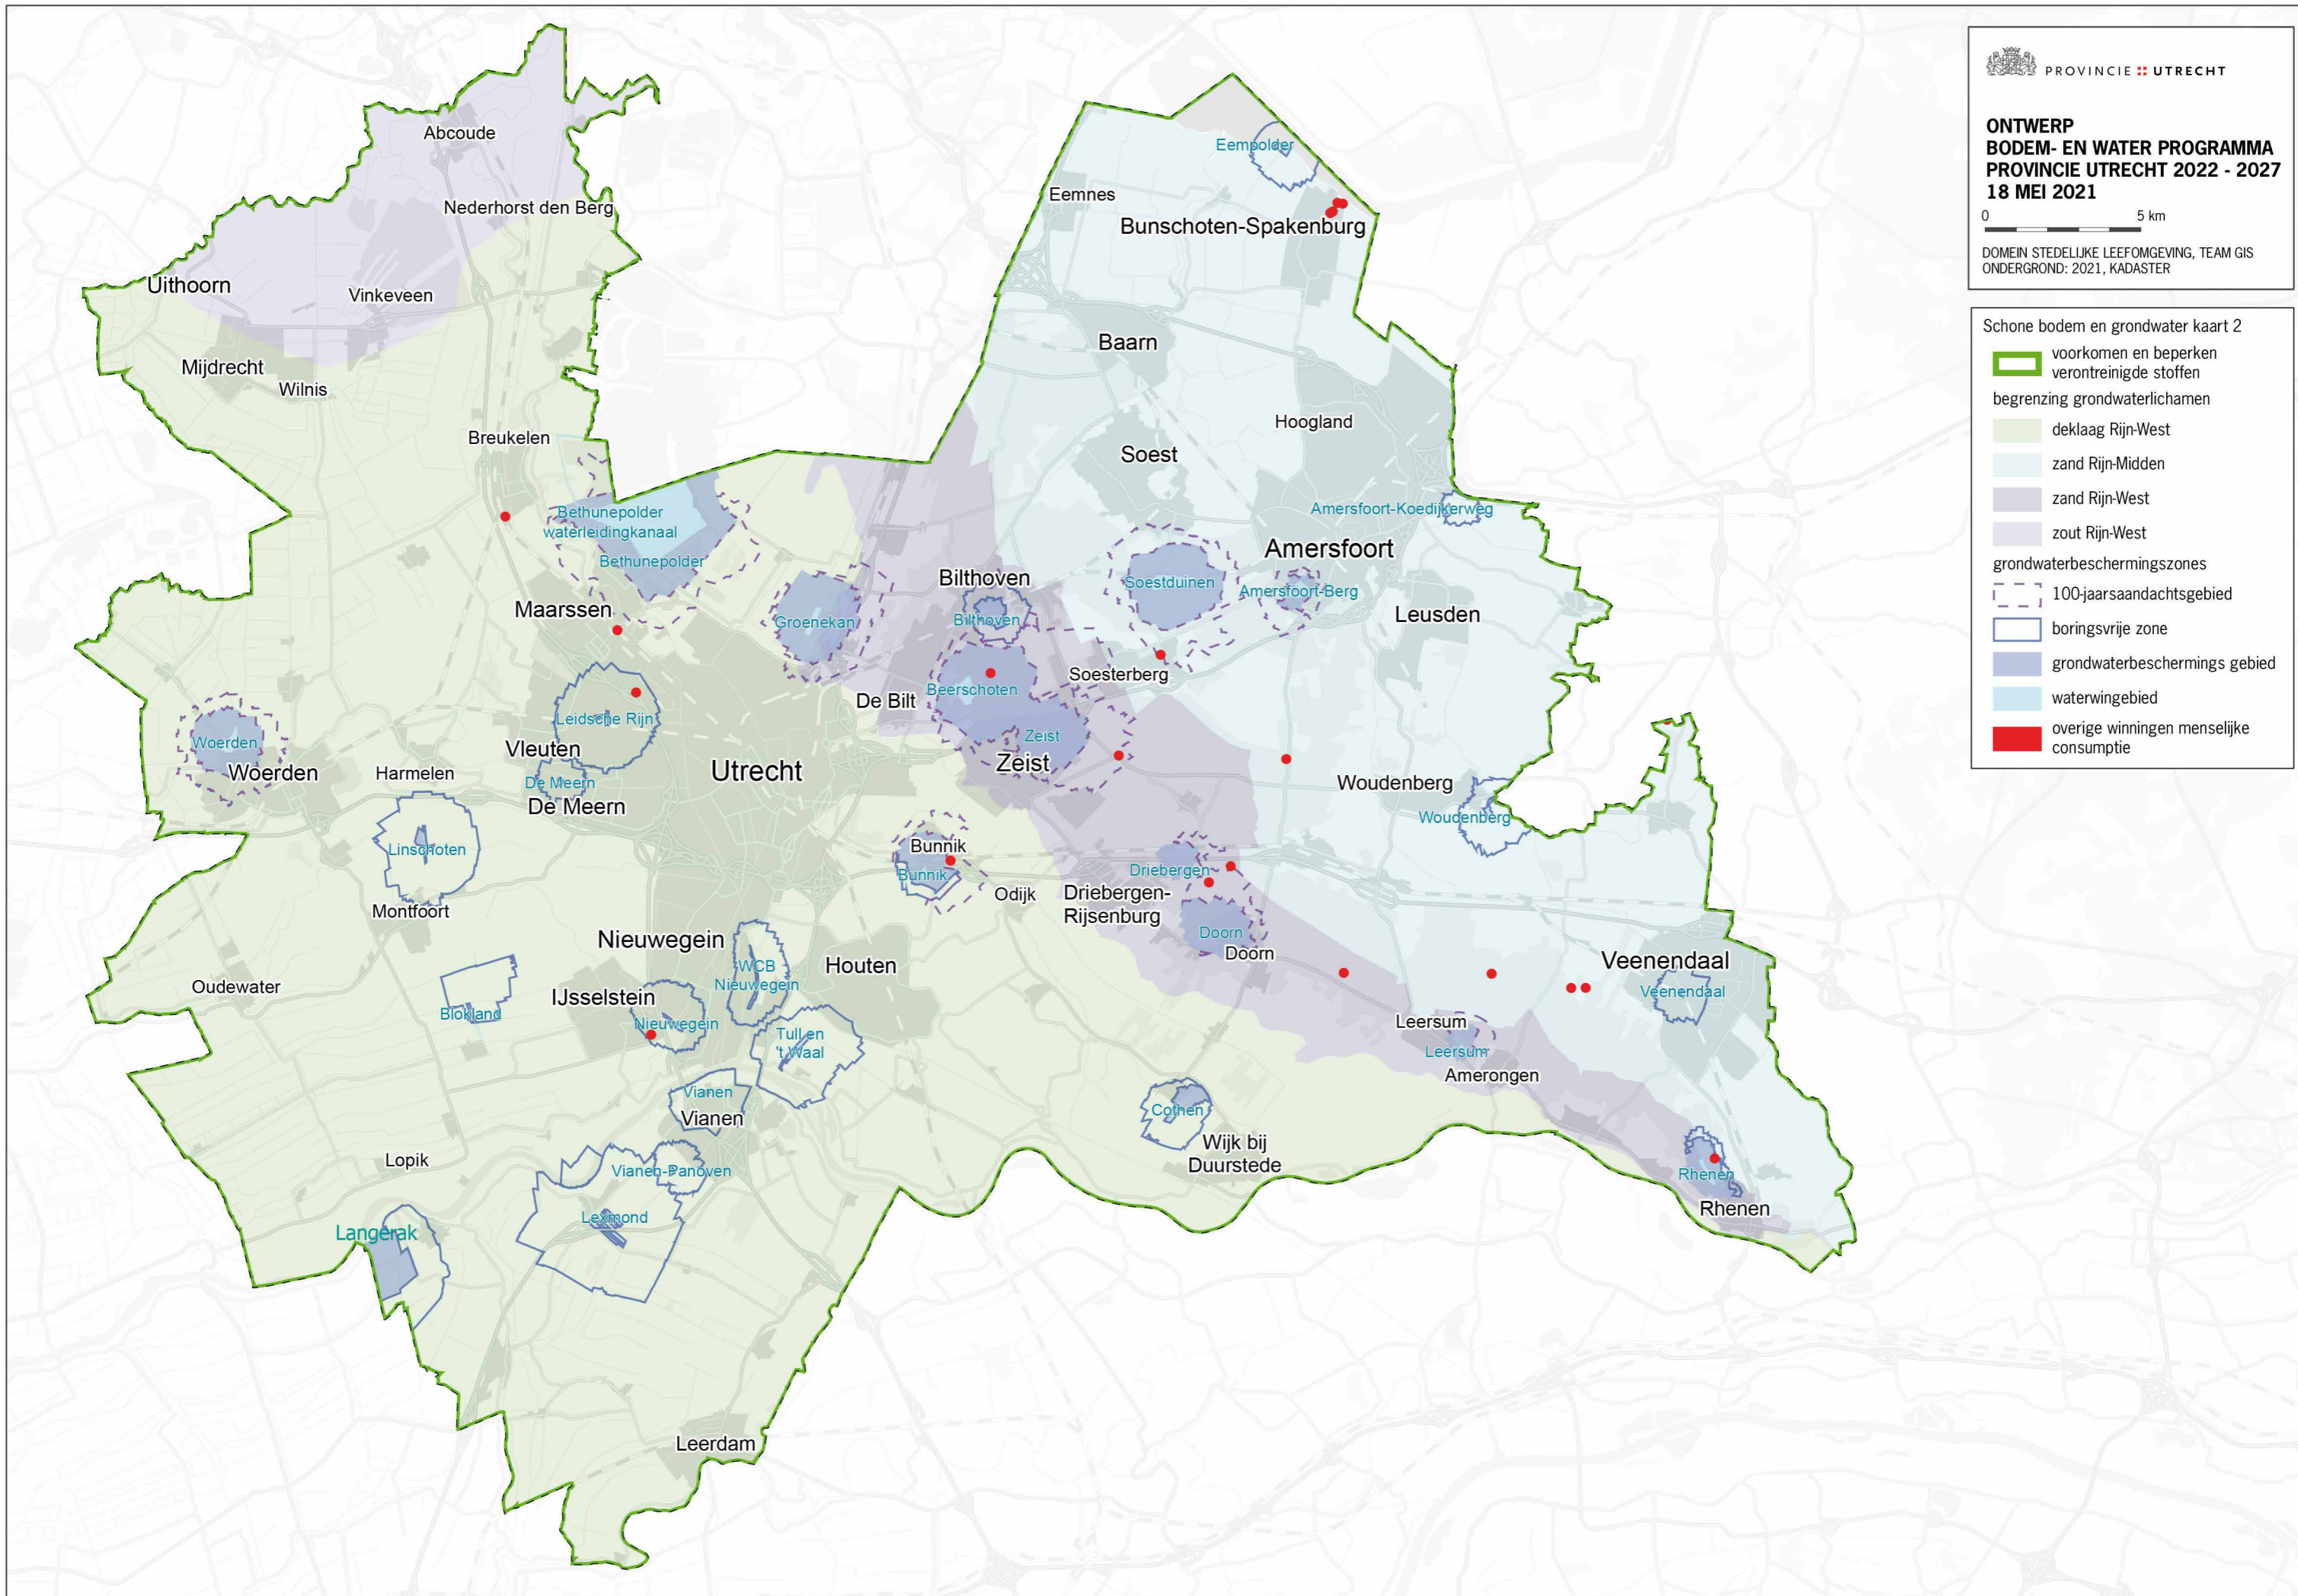 PROVINCIE UTRECHT
ONTWERP
BODEM- EN WATER PROGRAMMA
PROVINCIE UTRECHT 2022 - 2027
18 MEI 2021
0 5 km
DOMEIN STEDELIJKE LEEFOMGEVING, TEAM GIS
ONDERGROND: 2021, KADASTER
Schone bodem en grondwater kaart 2
voorkomen en beperken
verontreinigde stoffen
begrenzing grondwaterlichamen
deklaag Rijn-West
zand Rijn-Midden
zand Rijn-West
zout Rijn-West
grondwaterbeschermingszones
100-jaarsaandachtsgebied
boringsvrije zone
grondwaterbeschermings gebied
waterwingebied
overige winningen menselijke
consumptie
Abcoude
Eempolder
Eemnes
Nederhorst den Berg
Bunschoten-Spakenburg
Uithoorn
Vinkeveen
Baarn
Mijdrecht
Wilnis
Hoogland
Breukelen
Soest
Bethunepolder
waterleidingkanaal
Amersfoort-Koedijkerweg
Amersfoort
Bethunepolder
Bilthoven
Soestduinen
Amersfoort-Berg
Maarssen
Groenekan
Bilthoven
Leusden
Soesterberg
Beerschoten
De Bilt
Leidsche Rijn
Woerden
Zeist
Vleuten
Woerden
Harmelen
Utrecht
Zeist
De Meern
Woudenberg
De Meern
Woudenberg
Linschoten
Bunnik
Bunnik
Driebergen
Odijk
Driebergen-
Rijsenburg
Montfoort
Doorn
Doorn
Nieuwegein
Houten
Veenendaal
WCB
Nieuwegein
Oudewater
IJsselstein
Veenendaal
Blokland
Nieuwegein
Leersum
Tull en
't Waal
Leersum
Amerongen
Vianen
Vianen
Cothen
Wijk bij
Duurstede
Lopik
Vianen-Panoven
Rhenen
Rhenen
Lexmond
Langerak
Leerdam